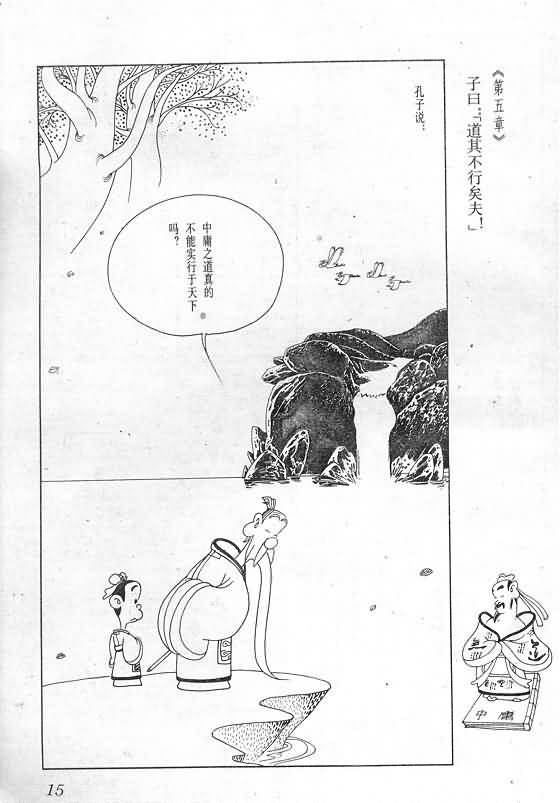 《第五章》
子曰：「道其不行矣夫！」
孔子说：
中庸之道真的
不能实行于天下
吗？
中庸
15